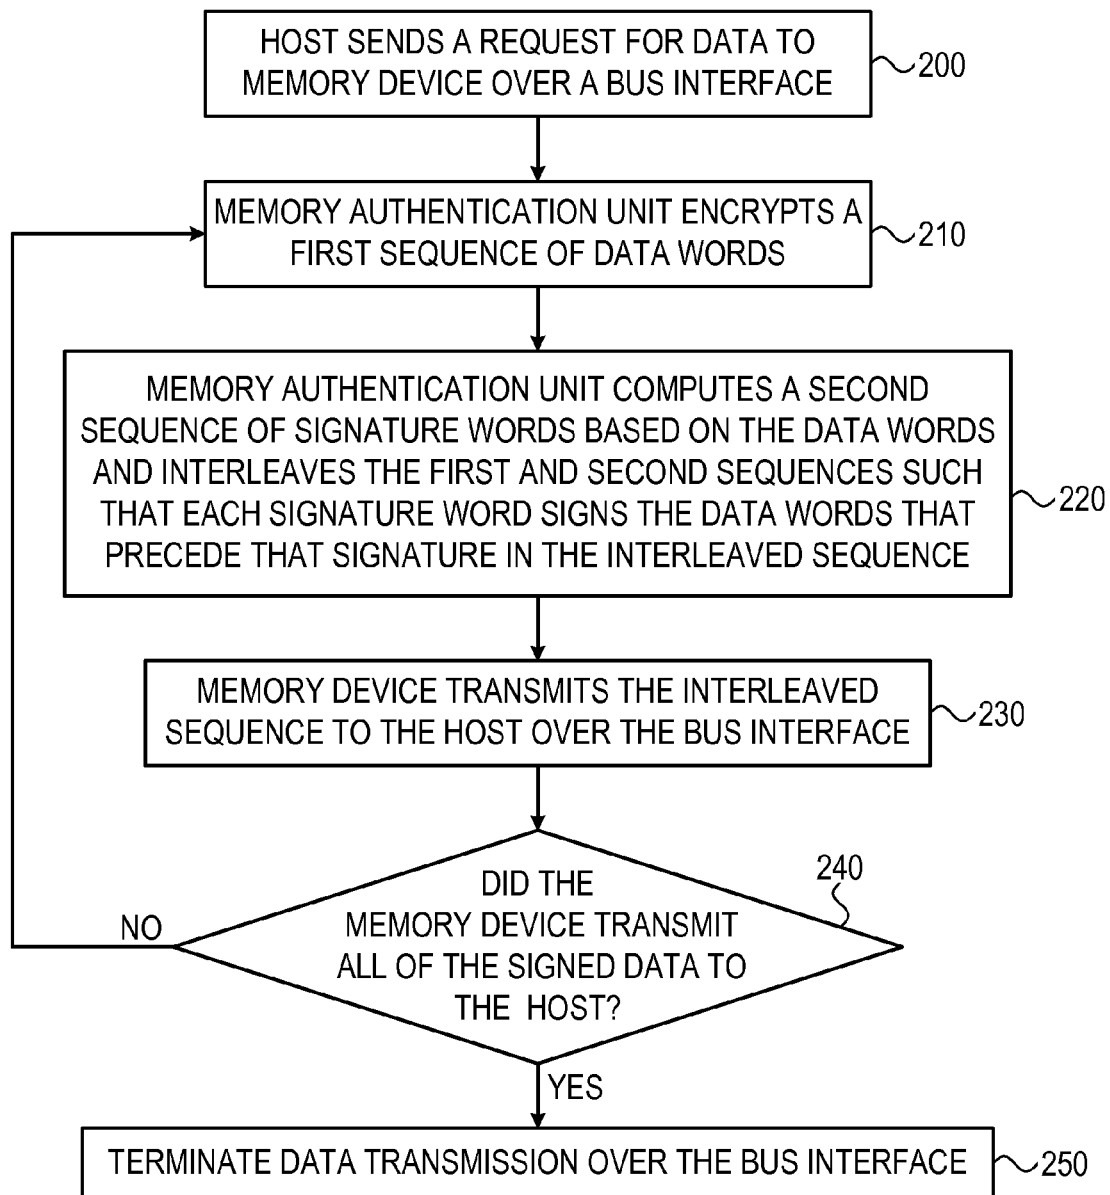 HOST SENDS A REQUEST FOR DATA TO
MEMORY DEVICE OVER A BUS INTERFACE
200
MEMORY AUTHENTICATION UNIT ENCRYPTS A
FIRST SEQUENCE OF DATA WORDS
210
MEMORY AUTHENTICATION UNIT COMPUTES A SECOND
SEQUENCE OF SIGNATURE WORDS BASED ON THE DATA WORDS
AND INTERLEAVES THE FIRST AND SECOND SEQUENCES SUCH
THAT EACH SIGNATURE WORD SIGNS THE DATA WORDS THAT
PRECEDE THAT SIGNATURE IN THE INTERLEAVED SEQUENCE
220
MEMORY DEVICE TRANSMITS THE INTERLEAVED
SEQUENCE TO THE HOST OVER THE BUS INTERFACE
230
DID THE
MEMORY DEVICE TRANSMIT
ALL OF THE SIGNED DATA TO
THE HOST?
240
NO
YES
TERMINATE DATA TRANSMISSION OVER THE BUS INTERFACE
250